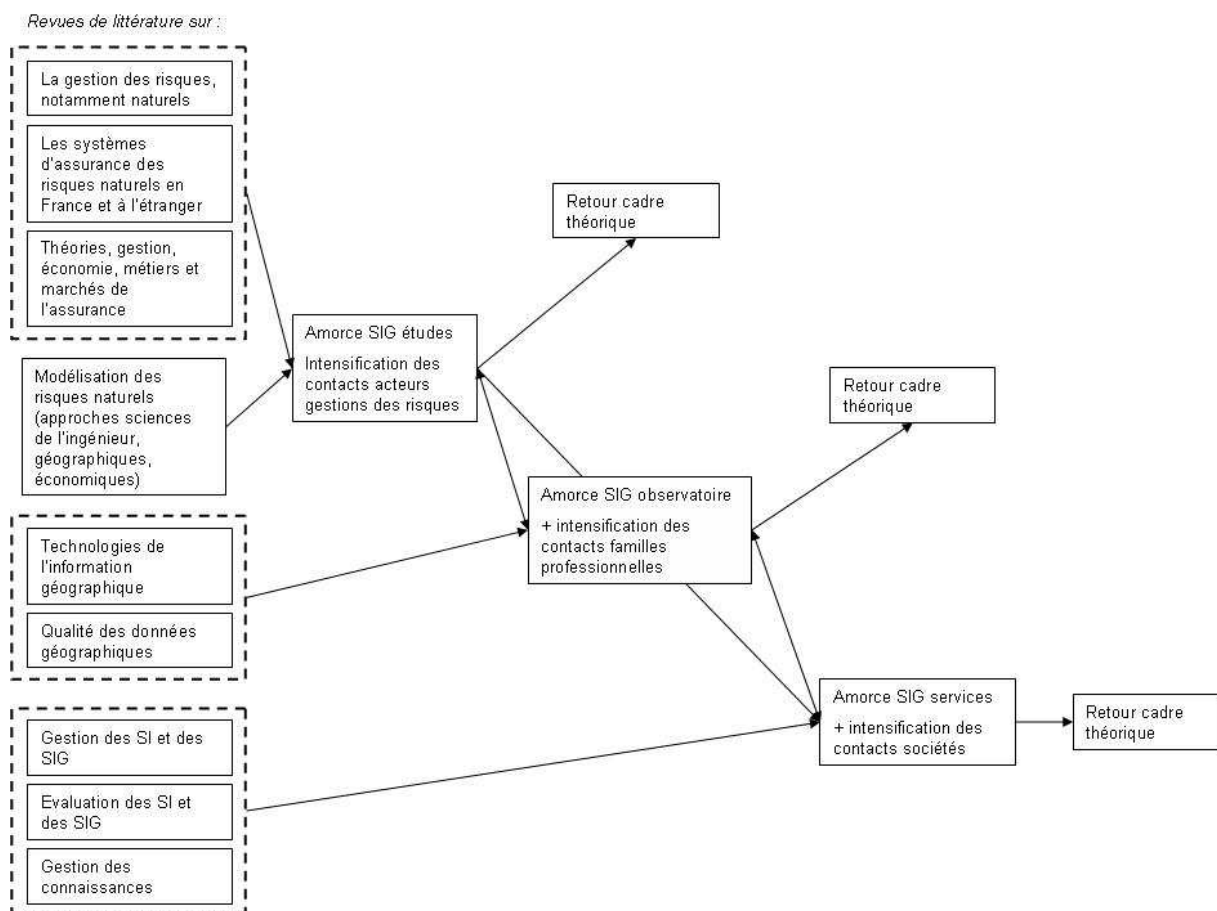 Revues de littérature sur :
La gestion des risques,
notamment naturels
Les systèmes
d'assurance des
risques naturels en
France et à l'étranger
Théories, gestion,
économie, métiers et
marchés de
l'assurance
Modélisation des
risques naturels
(approches sciences
de l'ingénieur,
géographiques,
économiques)
Technologies de
l'information
géographique
Qualité des données
géographiques
Gestion des SI et des
SIG
Evaluation des SI et
des SIG
Gestion des
connaissances
Amorce SIG études
Intensification des
contacts acteurs
gestions des risques
Retour cadre
théorique
Amorce SIG observatoire
+ intensification des
contacts familles
professionnelles
Retour cadre
théorique
Amorce SIG services
+ intensification des
contacts sociétés
Retour cadre
théorique